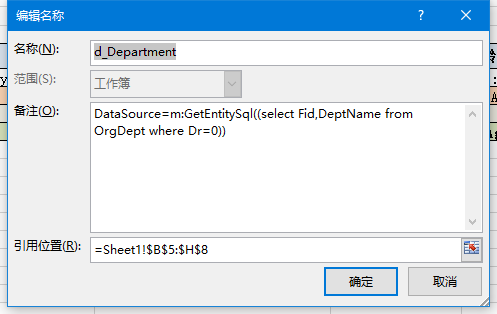 编辑名称
?
×
名称(N):
d_Department
范围(S):
工作簿
备注(O):
DataSource=m:GetEntitySql((select Fid,DeptName from
OrgDept where Dr=0))
引用位置(R):
=Sheet1!$B$5:$H$8
确定
取消